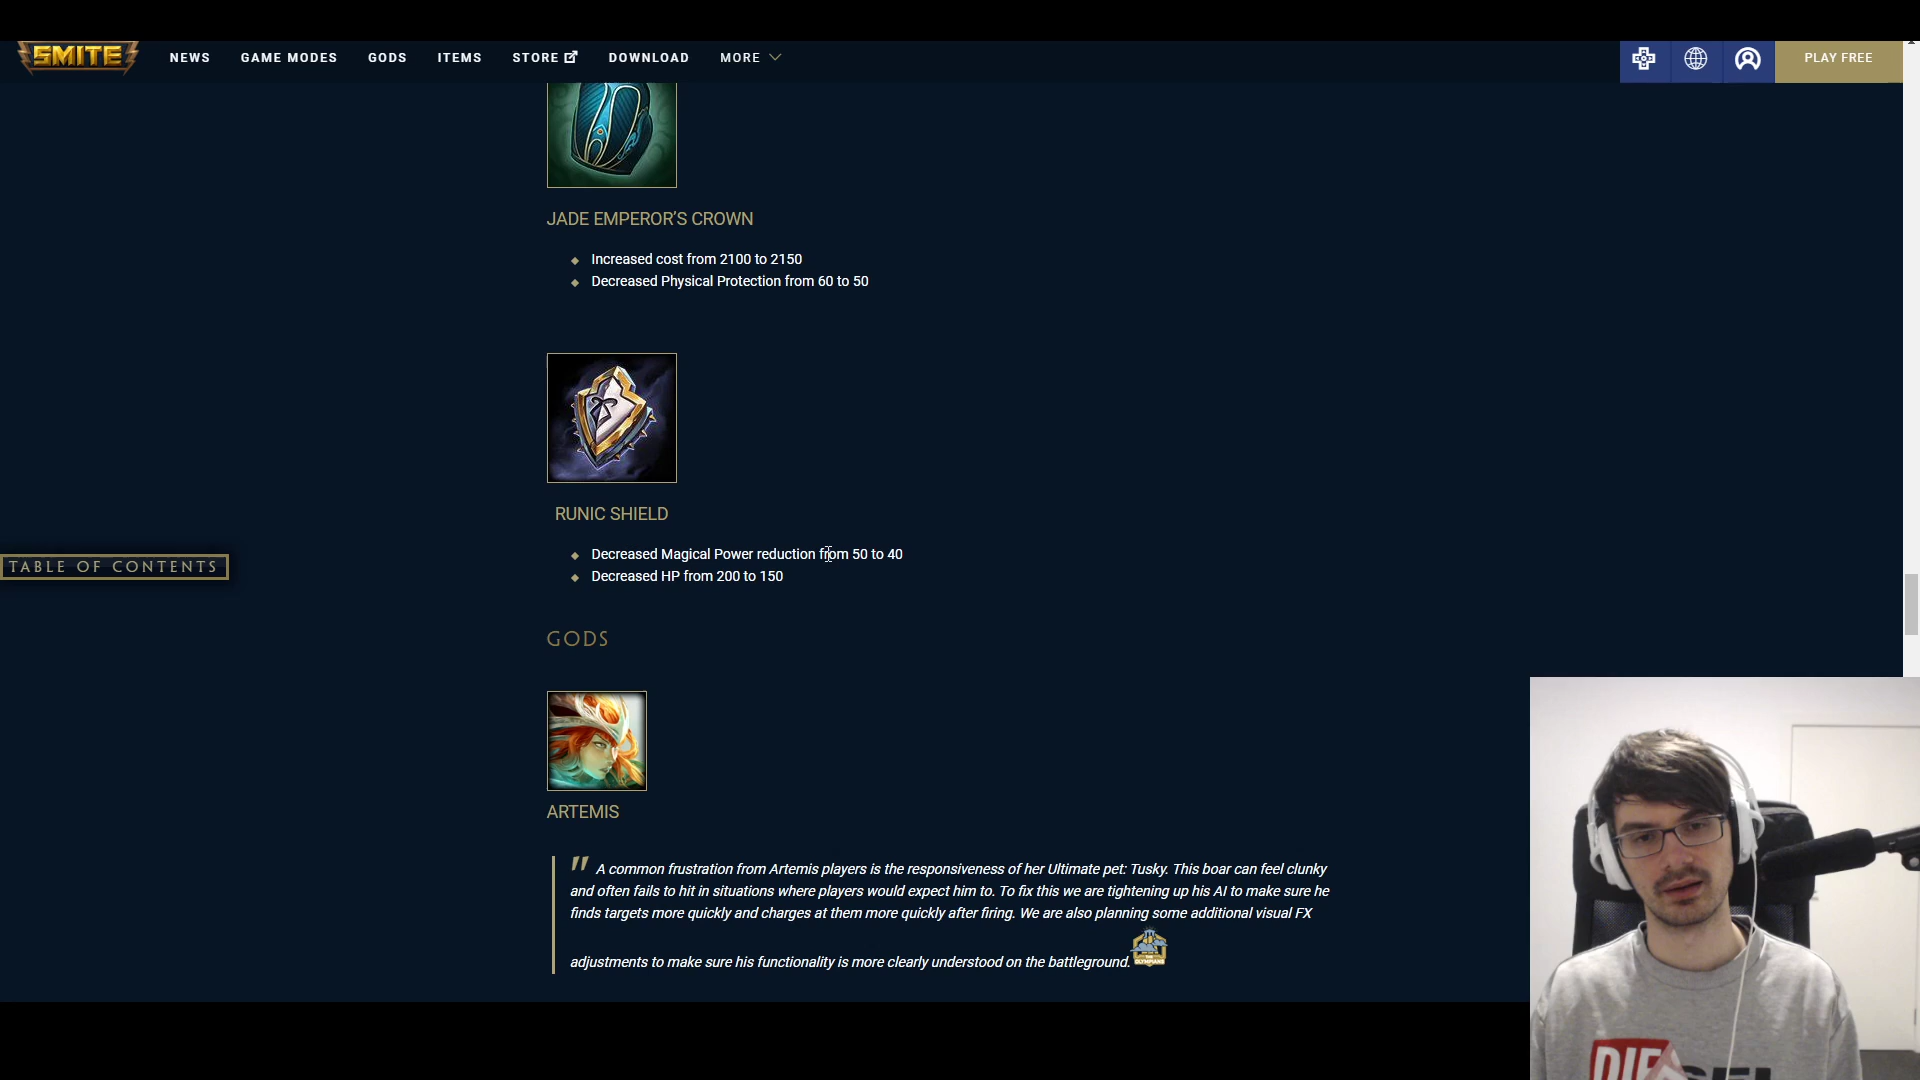 SMITE
NEWS GAME MODES GODS ITEMS STORE DOWNLOAD MORE
PLAY FREE
JADE EMPEROR'S CROWN
Increased cost from 2100 to 2150
Decreased Physical Protection from 60 to 50
RUNIC SHIELD
Decreased Magical Power reduction from 50 to 40
Decreased HP from 200 to 150
TABLE OF CONTENTS
GODS
ARTEMIS
" A common frustration from Artemis players is the responsiveness of her Ultimate pet: Tusky. This boar can feel clunky
and often fails to hit in situations where players would expect him to. To fix this we are tightening up his AI to make sure he
finds targets more quickly and charges at them more quickly after firing. We are also planning some additional visual FX
adjustments to make sure his functionality is more clearly understood on the battleground.
OLYMPIANS